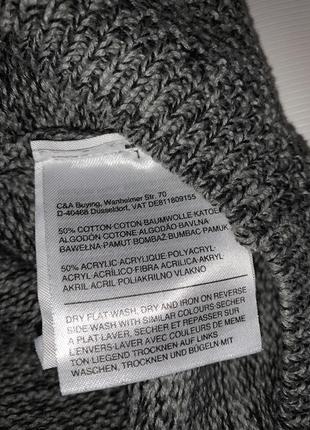 C&A Buying, Wanheimer Str. 70
D-40468 Düsseldorf, VAT DE811809155
50% COTTON·COTON·BAUMWOLLE·KATOEN
ALGODÓN·COTONE·ALGODÃO·BAVLNA
BAWEŁNA·PAMUT·BOMBAŽ·BUMBAC·PAMUK
50% ACRYLIC·ACRYLIQUE·POLYACRYL·
ACRYL·ACRÍLICO·FIBRA ACRILICA·AKRYL
AKRIL·ACRIL·POLIAKRILNO VLAKNO
DRY FLAT·WASH, DRY AND IRON ON REVERSE
SIDE·WASH WITH SIMILAR COLOURS·SECHER
A PLAT·LAVER, SECHER ET REPASSER SUR
L'ENVERS·LAVER AVEC COULEURS DE MEME
TON·LIEGEND TROCKNEN AUF LINKS
WASCHEN, TROCKNEN UND BÜGELN MIT